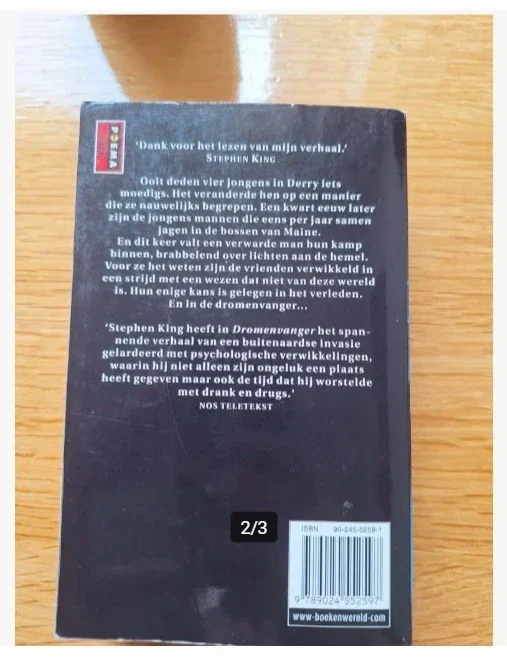 POEMA
'Dank voor het lezen van mijn verhaal.'
STEPHEN KING
Ooit deden vier jongens in Derry iets
moedigs. Het veranderde hen op een manier
die ze nauwelijks begrepen. Een kwart eeuw later
zijn de jongens mannen die eens per jaar samen
jagen in de bossen van Maine.
En dit keer valt een verwarde man hun kamp
binnen, brabbelend over lichten aan de hemel.
Voor ze het weten zijn de vrienden verwikkeld in
een strijd met een wezen dat niet van deze wereld
is. Hun enige kans is gelegen in het verleden.
En in de dromenvanger...
'Stephen King heeft in Dromenvanger het span-
nende verhaal van een buitenaardse invasie
gelardeerd met psychologische verwikkelingen,
waarin hij niet alleen zijn ongeluk een plaats
heeft gegeven maar ook de tijd dat hij worstelde
met drank en drugs.'
NOS TELETEKST
2/3
ISBN 90-245-5259-1
9 789024 552597
www-boekenwereld-com